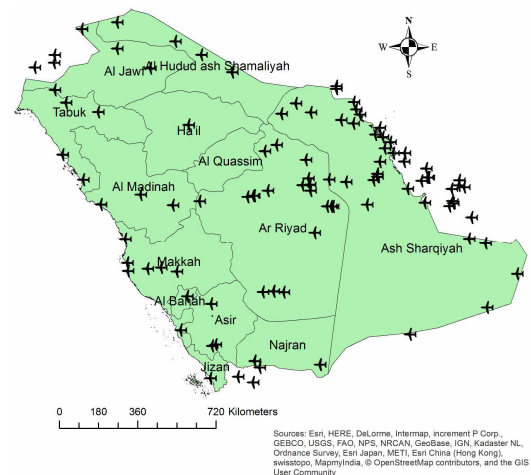 N
W E
S
Al Hudud ash Shamaliyah
Al Jawf
Tabuk
Ha'il
Al Quassim
Al Madinah
Ar Riyad
Ash Sharqiyah
Makkah
Al Bahah
Asir
Najran
Jizan
0 180 360 720 Kilometers
Sources: Esri, HERE, DeLorme, Intermap, increment P Corp.,
GEBCO, USGS, FAO, NPS, NRCAN, GeoBase, IGN, Kadaster NL,
Ordnance Survey, Esri Japan, METI, Esri China (Hong Kong),
swisstopo, MapmyIndia, © OpenStreetMap contributors, and the GIS
User Community